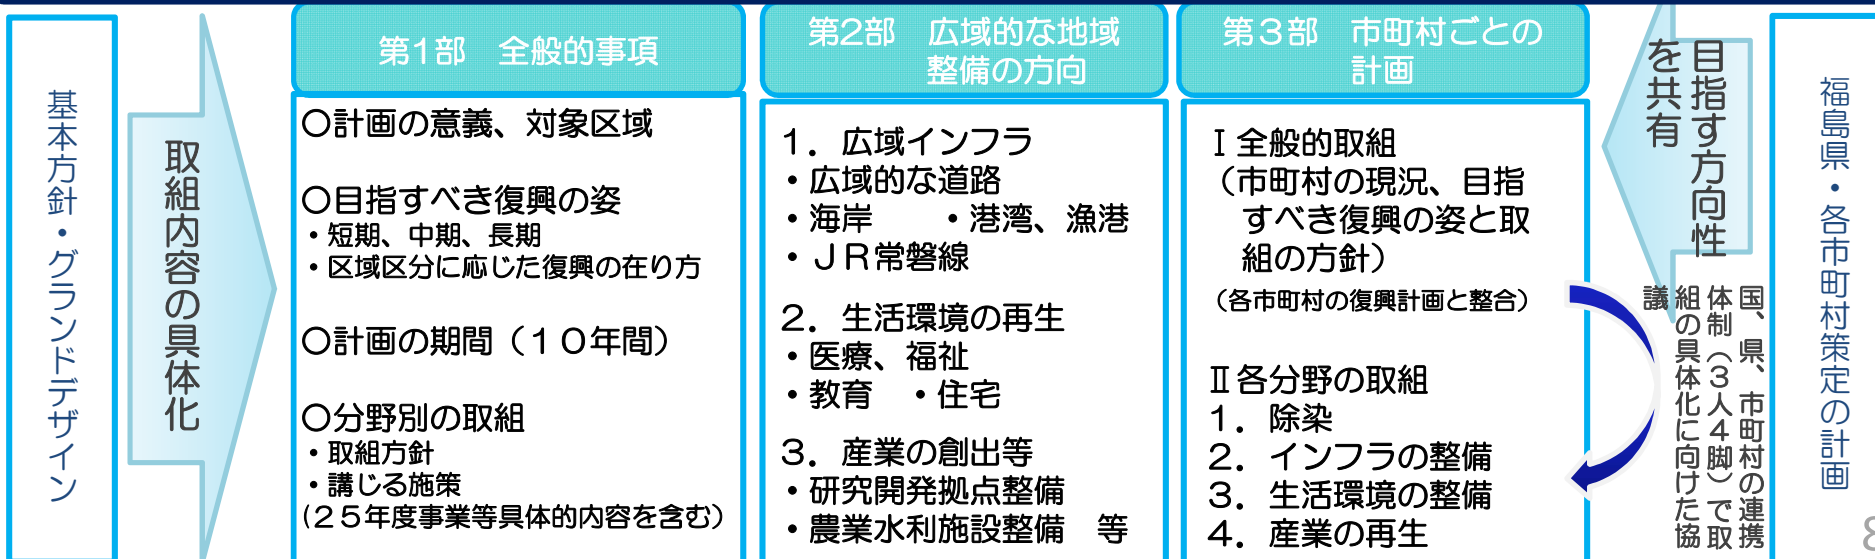 基本方針・グランドデザイン
取組内容の具体化
第1部　全般的事項
○計画の意義、対象区域
○目指すべき復興の姿
・短期、中期、長期
・区域区分に応じた復興の在り方
○計画の期間（１０年間）
○分野別の取組
・取組方針
・講じる施策
(２５年度事業等具体的内容を含む）
第2部　広域的な地域
整備の方向
１．広域インフラ
・広域的な道路
・海岸　　・港湾、漁港
・ＪＲ常磐線
２．生活環境の再生
・医療、福祉
・教育　・住宅
３．産業の創出等
・研究開発拠点整備
・農業水利施設整備　等
第３部　市町村ごとの
計画
Ⅰ全般的取組
（市町村の現況、目指
すべき復興の姿と取
組の方針）
（各市町村の復興計画と整合）
Ⅱ各分野の取組
１．除染
２．インフラの整備
３．生活環境の整備
４．産業の再生
目指す方向性
を共有
国、県、市町村の連携
体制（３人４脚）で取
組の具体化に向けた協
議
福島県・各市町村策定の計画